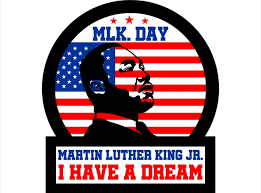 MLK. DAY
MARTIN LUTHER KING JR.
I HAVE A DREAM